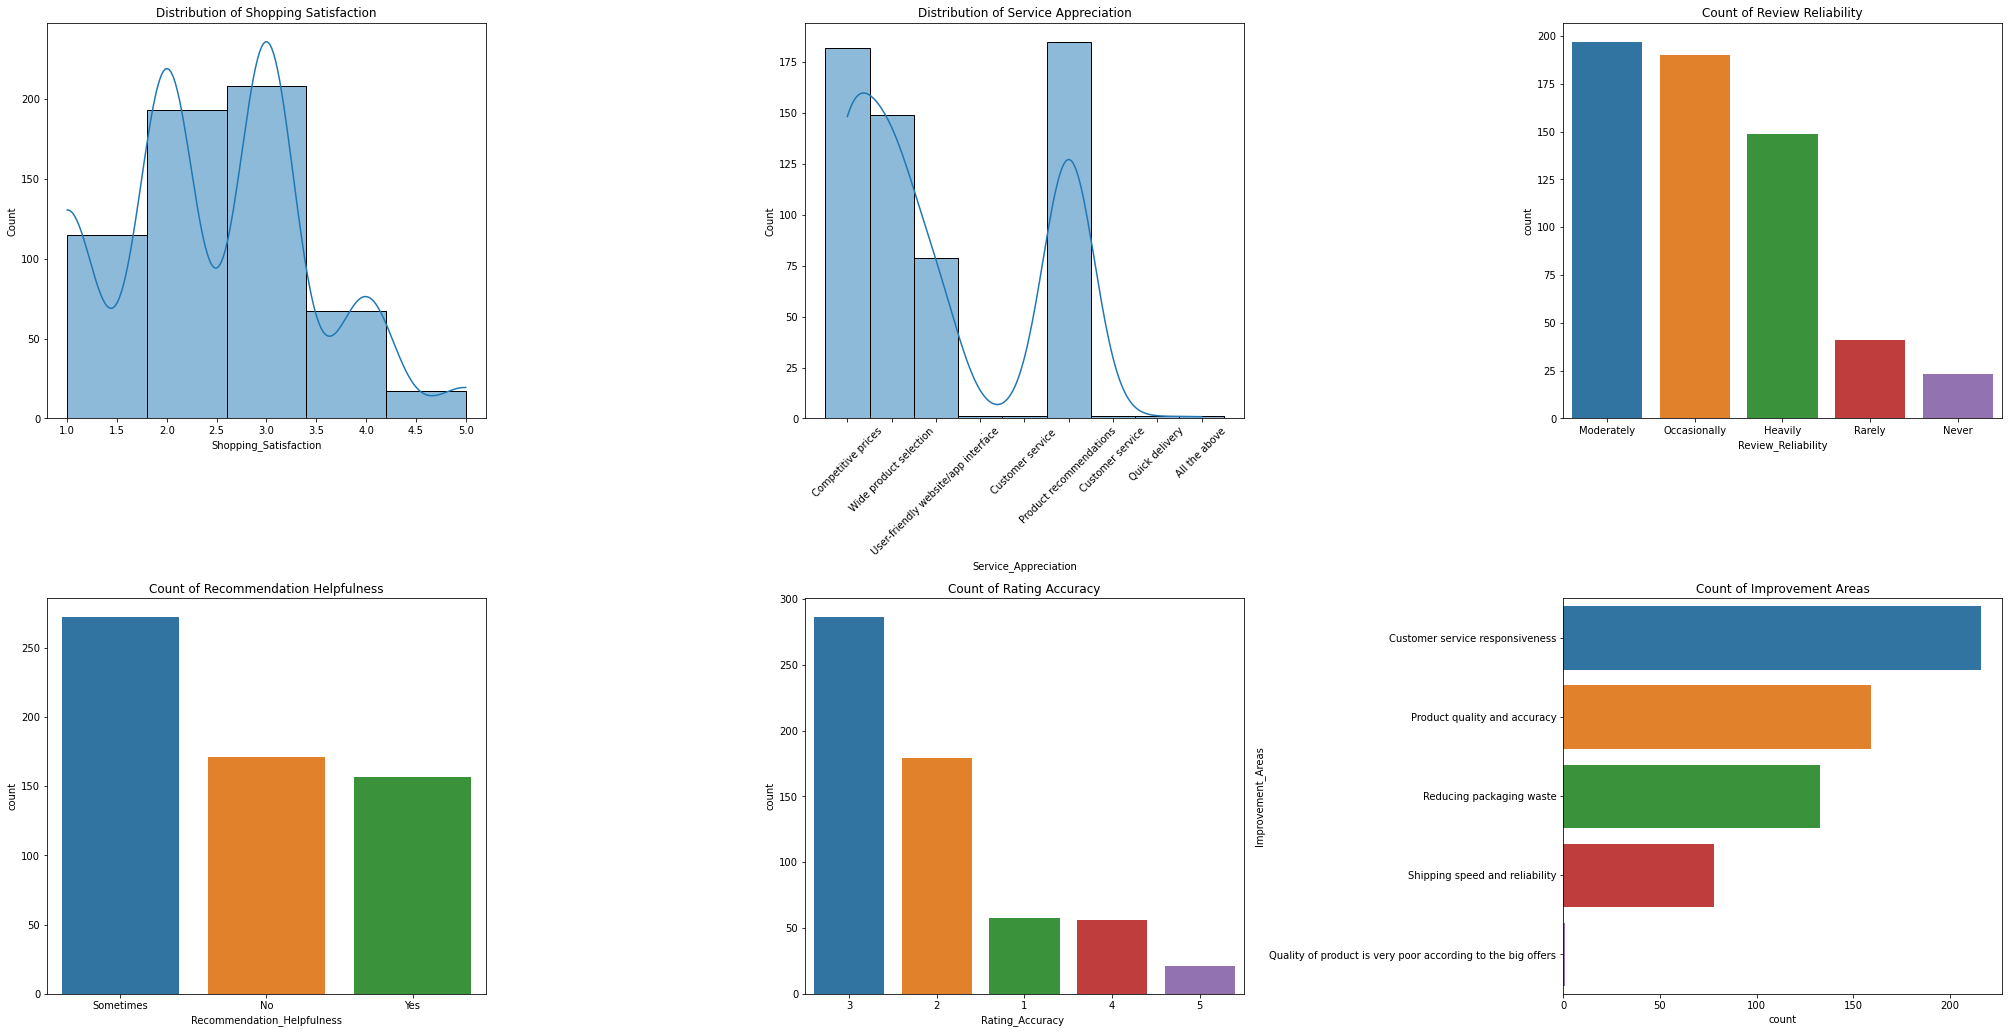 Distribution of Shopping Satisfaction
Count
200
150
100
50
0
1.0 1.5 2.0 2.5 3.0 3.5 4.0 4.5 5.0
Shopping_Satisfaction
Distribution of Service Appreciation
Count
175
150
125
100
75
50
25
0
Competitive prices
Wide product selection
User-friendly website/app interface
Customer service
Product recommendations
Customer service
Quick delivery
All the above
Service_Appreciation
Count of Review Reliability
count
200
175
150
125
100
75
50
25
0
Moderately Occasionally Heavily Rarely Never
Review_Reliability
Count of Recommendation Helpfulness
count
250
200
150
100
50
0
Sometimes No Yes
Recommendation_Helpfulness
Count of Rating Accuracy
count
300
250
200
150
100
50
0
3 2 1 4 5
Rating_Accuracy
Count of Improvement Areas
Improvement_Areas
Customer service responsiveness
Product quality and accuracy
Reducing packaging waste
Shipping speed and reliability
Quality of product is very poor according to the big offers
0 50 100 150 200
count